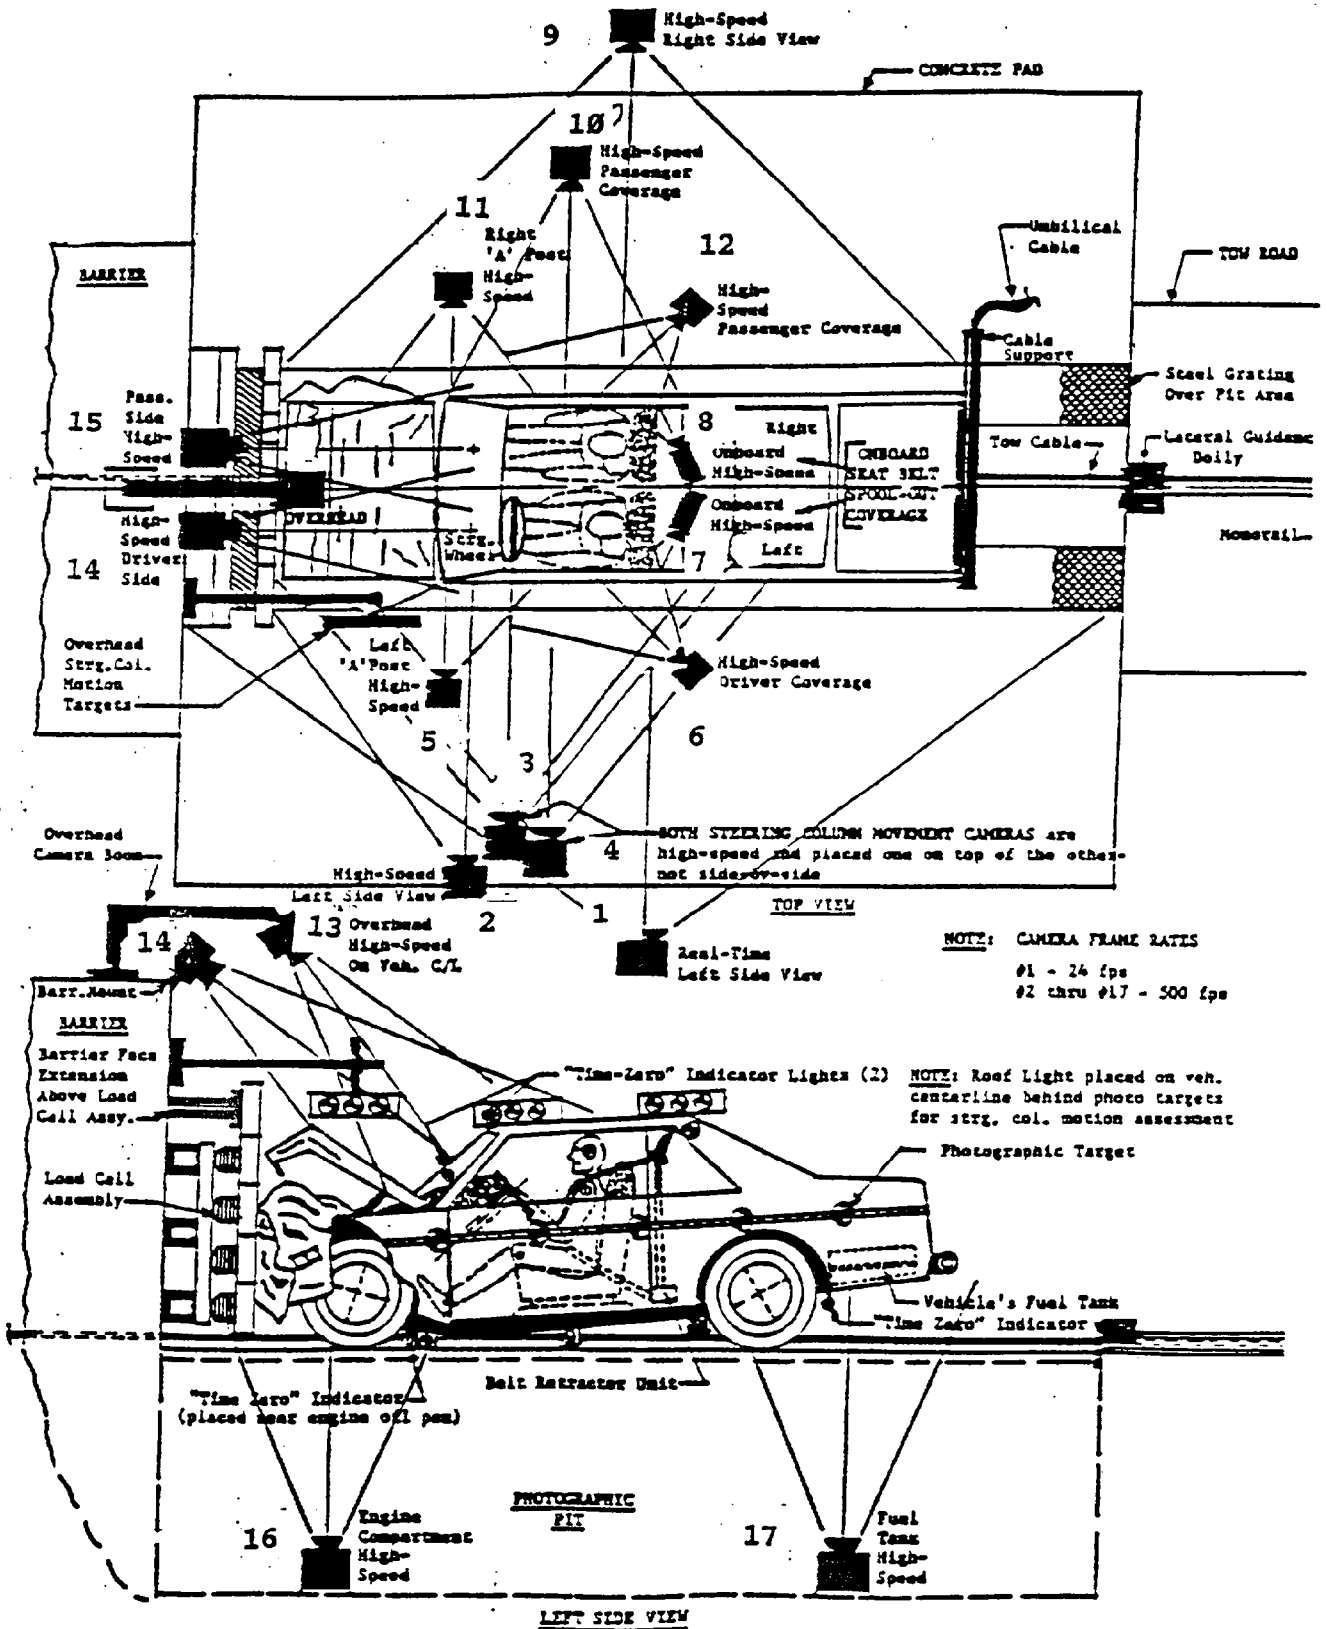 9
High-Speed
Right Side View
CONCRETE PAD
10
High-Speed
Passenger
Coverage
11
Right
'A' Post
High-
Speed
12
High-
Speed
Passenger Coverage
Umbilical
Cable
TOW ROAD
BARRIER
Cable
Support
Steel Grating
Over Pit Area
15
Pass.
Side
High-
Speed
8
Right
Onboard
High-Speed
Onboard
High-Speed
Left
7
ONBOARD
SEAT BELT
SPOOL-OUT
COVERAGE
Tow Cable
Lateral Guidance
Dolly
Monorail
OVERHEAD
Strg.
Wheel
High-
Speed
Driver
Side
14
Overhead
Strg.Col.
Motion
Targets
Left
'A'Post
High-
Speed
5
High-Speed
Driver Coverage
6
3
4
BOTH STEERING COLUMN MOVEMENT CAMERAS are
high-speed and placed one on top of the other-
not side-by-side
Overhead
Camera Boom
High-Speed
Left Side View
2
1
TOP VIEW
13
Overhead
High-Speed
On Veh. C/L
14
Real-Time
Left Side View
NOTE: CAMERA FRAME RATES
#1 - 24 fps
#2 thru #17 - 500 fps
Barr.Mount
BARRIER
Barrier Face
Extension
Above Load
Cell Assy.
"Time-Zero" Indicator Lights (2)
NOTE: Roof Light placed on veh.
centerline behind photo targets
for strg. col. motion assessment
Photographic Target
Load Cell
Assembly
Vehicle's Fuel Tank
"Time Zero" Indicator
"Time Zero" Indicator
(placed near engine oil pan)
Belt Retractor Unit
PHOTOGRAPHIC
PIT
16
Engine
Compartment
High-
Speed
17
Fuel
Tank
High-
Speed
LEFT SIDE VIEW